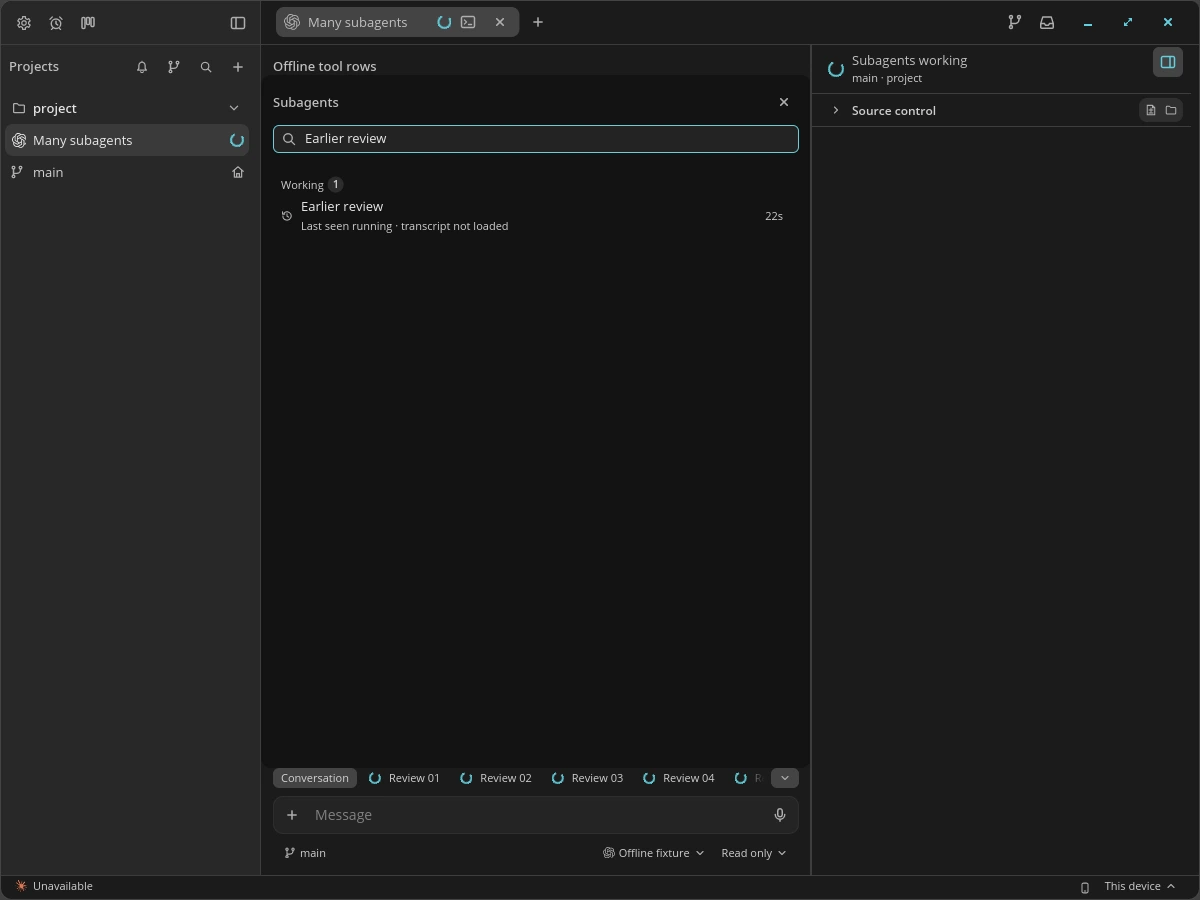 Many subagents
Projects
project
Many subagents
main
Offline tool rows
Subagents
Earlier review
Working 1
Earlier review
Last seen running · transcript not loaded
22s
Conversation
Review 01
Review 02
Review 03
Review 04
Message
main
Offline fixture
Read only
Subagents working
main · project
Source control
Unavailable
This device